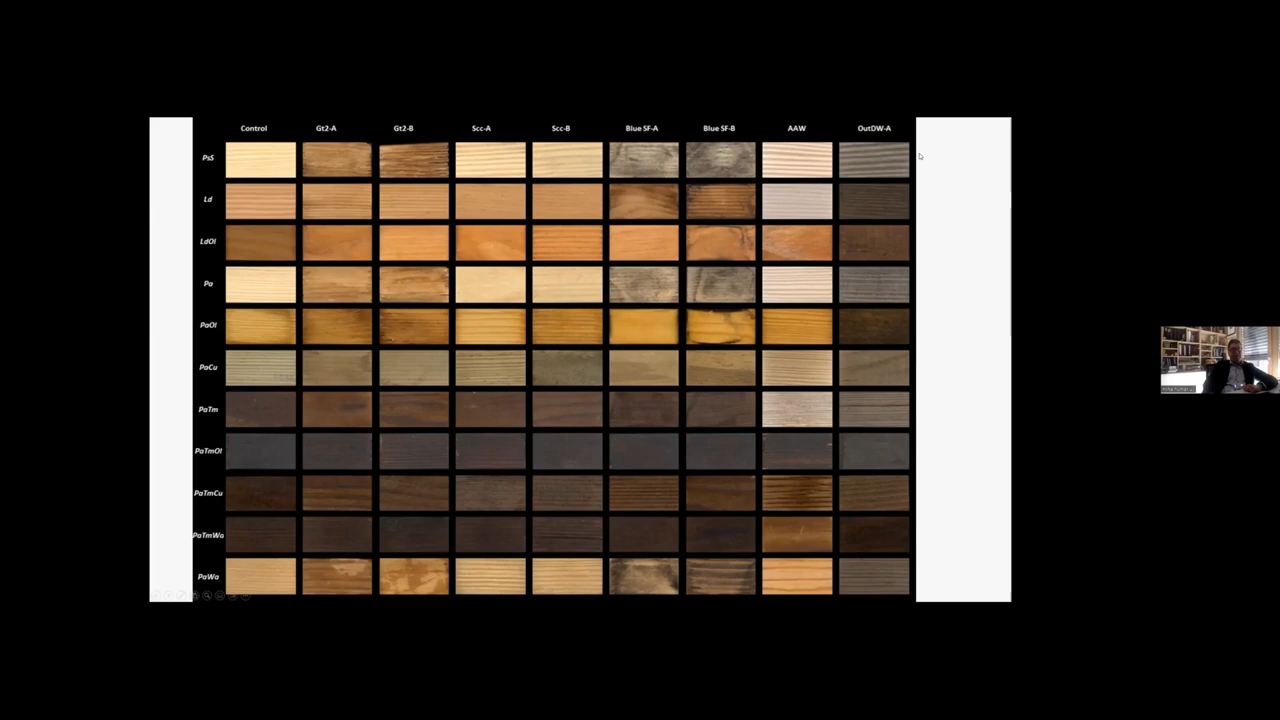 Control Gt2-A Gt2-B Scc-A Scc-B Blue SF-A Blue SF-B AAW OutDW-A
PsS
Ld
LdOl
Pa
PaOl
PaCu
PaTm
PaTmOl
PaTmCu
PaTmWa
PaWa